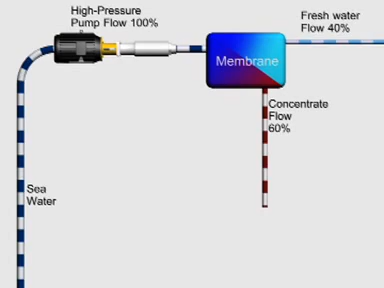 High-Pressure
Pump Flow 100%
Fresh water
Flow 40%
Membrane
Concentrate
Flow
60%
Sea
Water